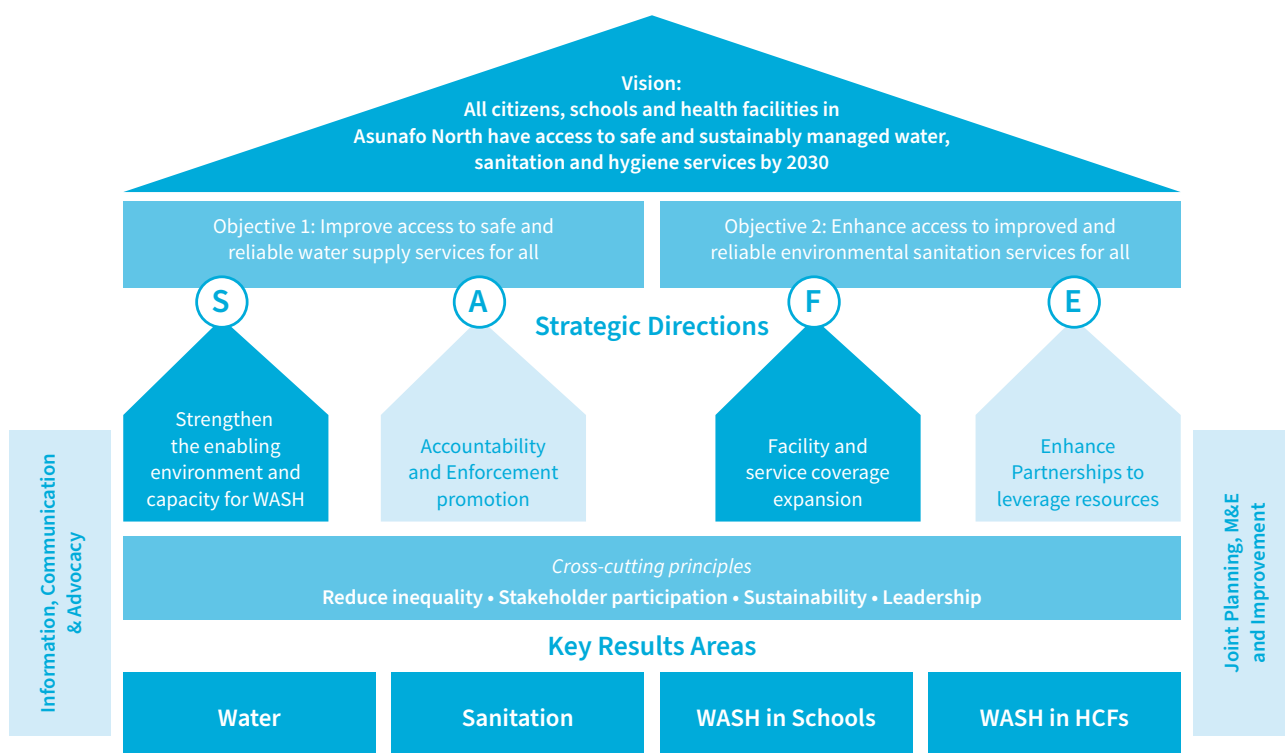 Vision:
All citizens, schools and health facilities in
Asunafo North have access to safe and sustainably managed water,
sanitation and hygiene services by 2030
Objective 1: Improve access to safe and
reliable water supply services for all
Objective 2: Enhance access to improved and
reliable environmental sanitation services for all
S
A
F
E
Strategic Directions
Strengthen
the enabling
environment and
capacity for WASH
Accountability
and Enforcement
promotion
Facility and
service coverage
expansion
Enhance
Partnerships to
leverage resources
Information, Communication
& Advocacy
Joint Planning, M&E
and Improvement
Cross-cutting principles
Reduce inequality • Stakeholder participation • Sustainability • Leadership
Key Results Areas
Water
Sanitation
WASH in Schools
WASH in HCFs